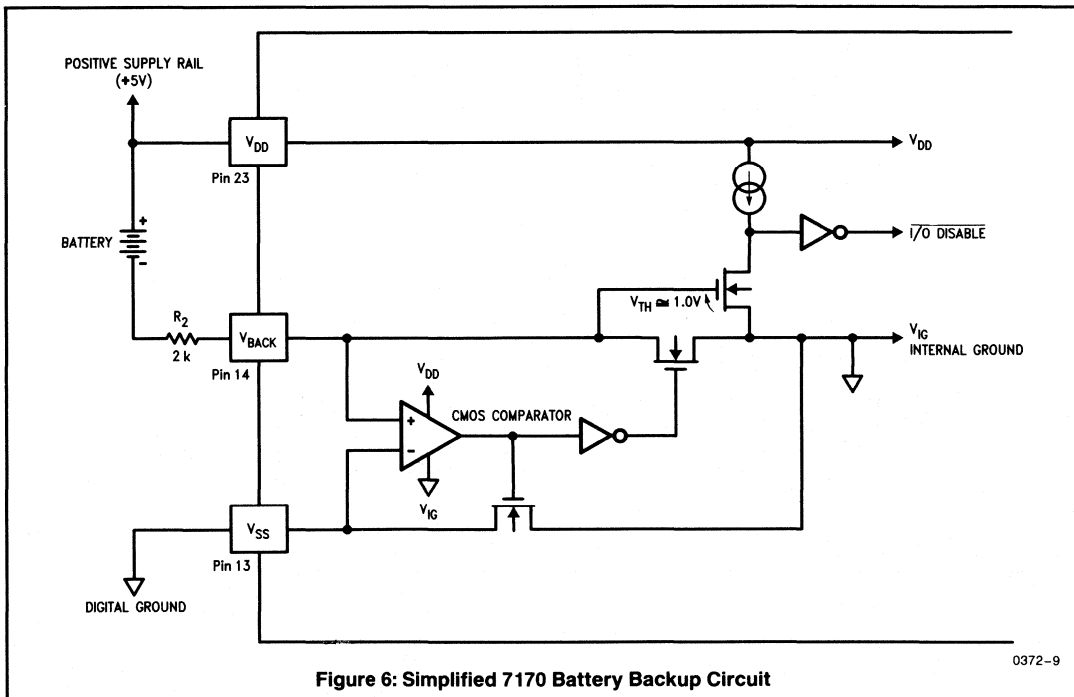 POSITIVE SUPPLY RAIL
(+5V)
V_DD
Pin 23
V_DD
+
BATTERY
-
I/O DISABLE
V_TH ≅ 1.0V
R_2
2 k
V_BACK
Pin 14
V_IG
INTERNAL GROUND
V_DD
CMOS COMPARATOR
+
-
V_IG
V_SS
Pin 13
DIGITAL GROUND
0372-9
Figure 6: Simplified 7170 Battery Backup Circuit